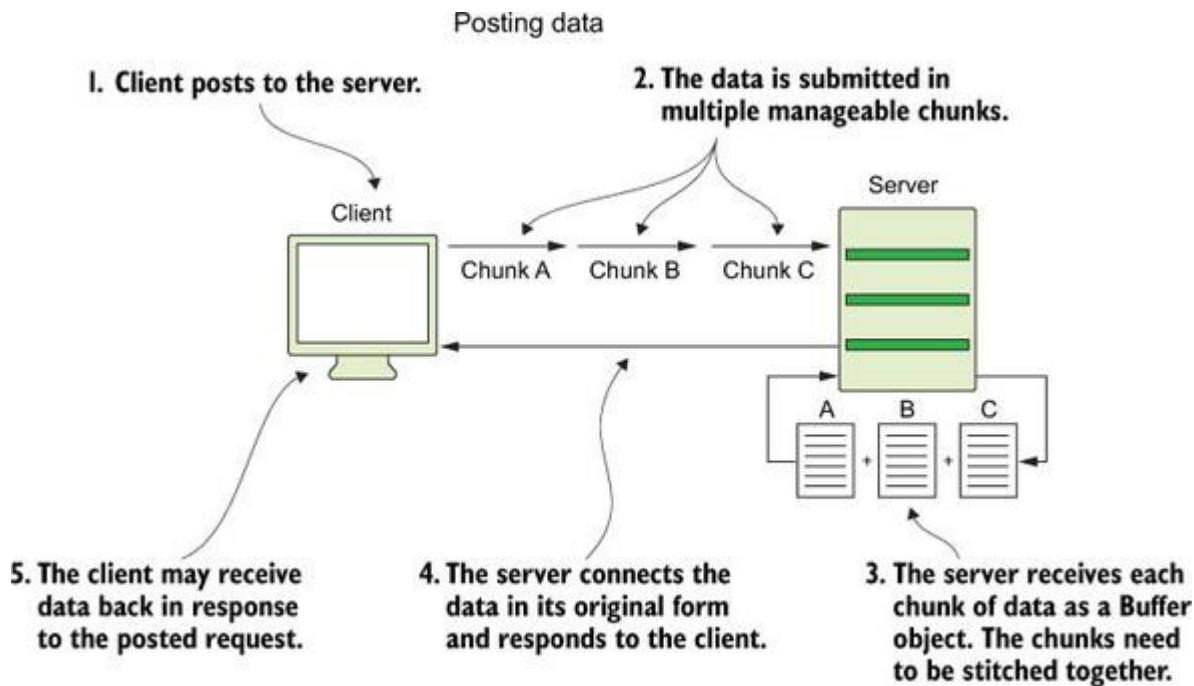 Posting data
1. Client posts to the server.
2. The data is submitted in
multiple manageable chunks.
Client
Server
Chunk A
Chunk B
Chunk C
A
B
C
+
+
5. The client may receive
data back in response
to the posted request.
4. The server connects the
data in its original form
and responds to the client.
3. The server receives each
chunk of data as a Buffer
object. The chunks need
to be stitched together.